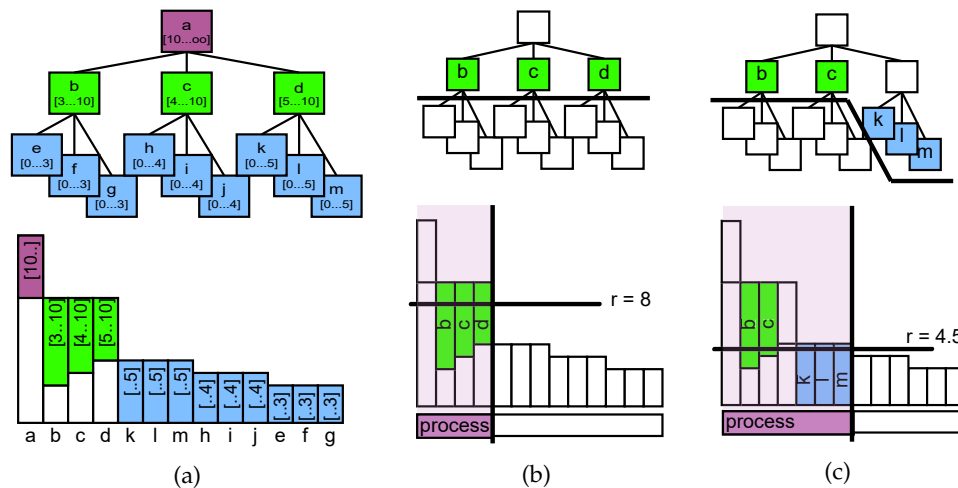 a
[10...oo]
b
[3...10]
c
[4...10]
d
[5...10]
e
[0...3]
f
[0...3]
g
[0...3]
h
[0...4]
i
[0...4]
j
[0...4]
k
[0...5]
l
[0...5]
m
[0...5]
[10..]
[3..10]
[4..10]
[5..10]
[..5]
[..5]
[..5]
[..4]
[..4]
[..4]
[..3]
[..3]
[..3]
a b c d k l m h i j e f g
(a)
b c d
r = 8
b c d
process
(b)
b c
k
l
m
r = 4.5
b c
k l m
process
(c)